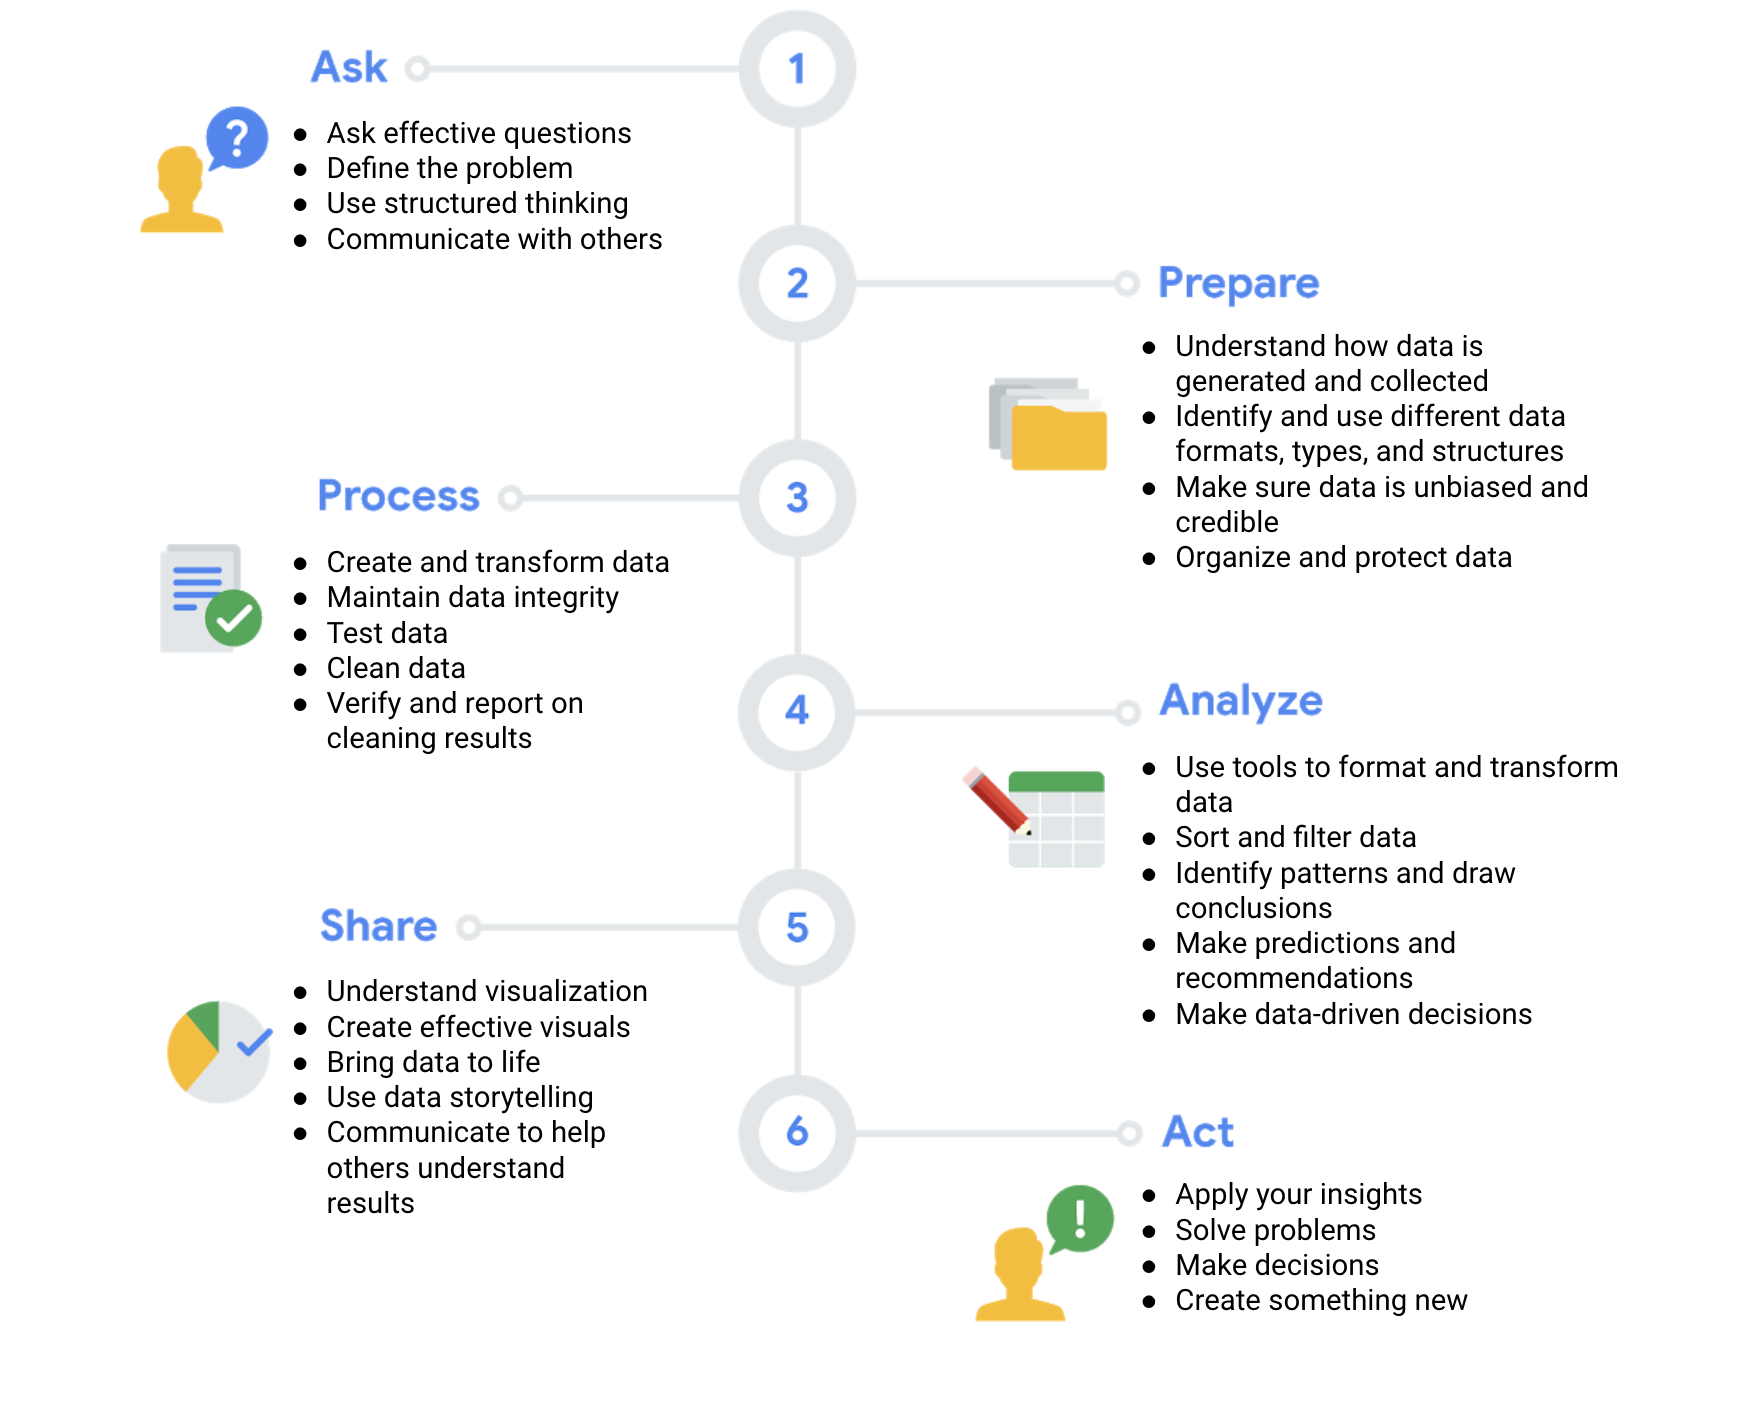 Ask
1
● Ask effective questions
● Define the problem
● Use structured thinking
● Communicate with others
2
Prepare
● Understand how data is
generated and collected
● Identify and use different data
formats, types, and structures
● Make sure data is unbiased and
credible
● Organize and protect data
Process
3
● Create and transform data
● Maintain data integrity
● Test data
● Clean data
● Verify and report on
cleaning results
4
Analyze
● Use tools to format and transform
data
● Sort and filter data
● Identify patterns and draw
conclusions
● Make predictions and
recommendations
● Make data-driven decisions
Share
5
● Understand visualization
● Create effective visuals
● Bring data to life
● Use data storytelling
● Communicate to help
others understand
results
6
Act
● Apply your insights
● Solve problems
● Make decisions
● Create something new